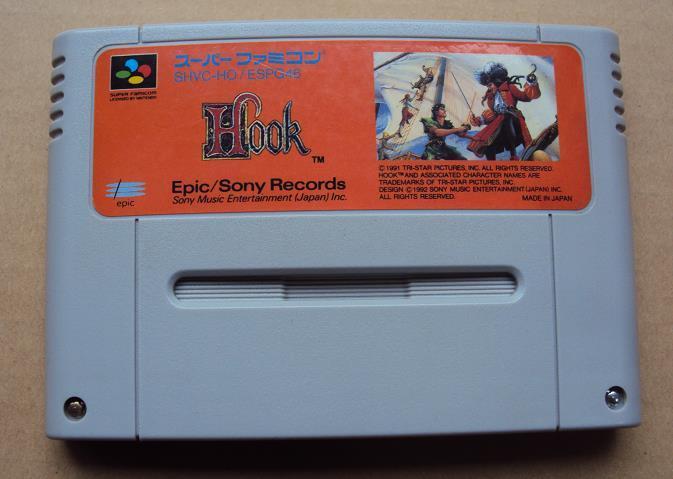 スーパーファミコン
SHVC-HO/ESPG46
SUPER FAMICOM
LICENSED BY NINTENDO
Hook™
epic
Epic/Sony Records
Sony Music Entertainment (Japan) Inc.
© 1991 TRI-STAR PICTURES, INC. ALL RIGHTS RESERVED.
HOOK™ AND ASSOCIATED CHARACTER NAMES ARE
TRADEMARKS OF TRI-STAR PICTURES, INC.
DESIGN © 1992 SONY MUSIC ENTERTAINMENT (JAPAN) INC.
ALL RIGHTS RESERVED.
MADE IN JAPAN